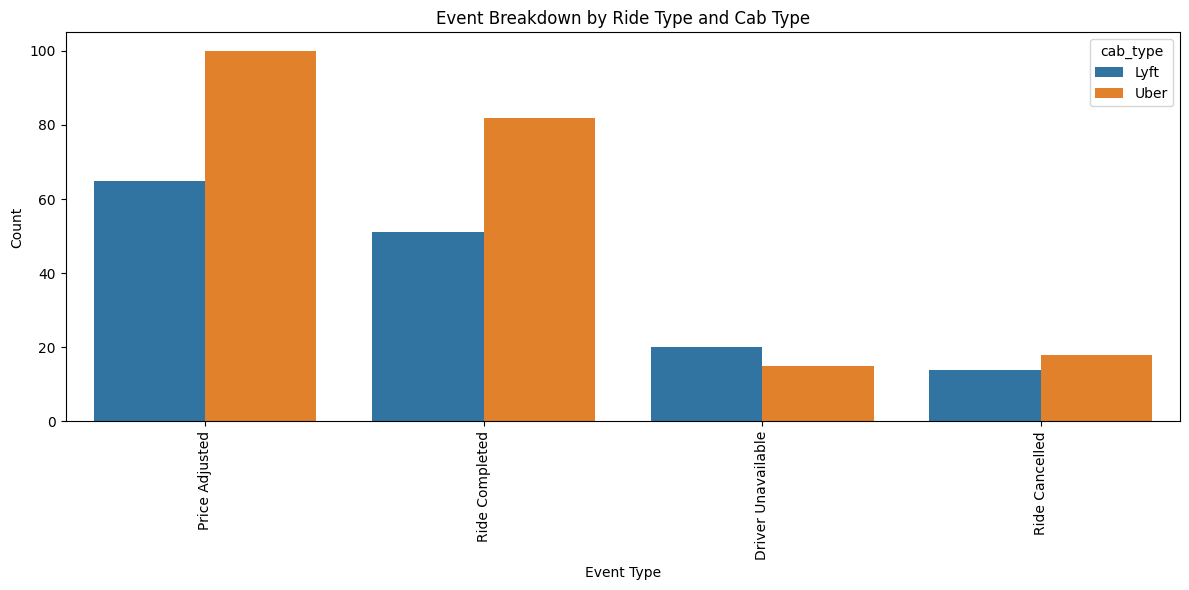 Event Breakdown by Ride Type and Cab Type
cab_type
Lyft
Uber
Count
100
80
60
40
20
0
Price Adjusted
Ride Completed
Driver Unavailable
Ride Cancelled
Event Type